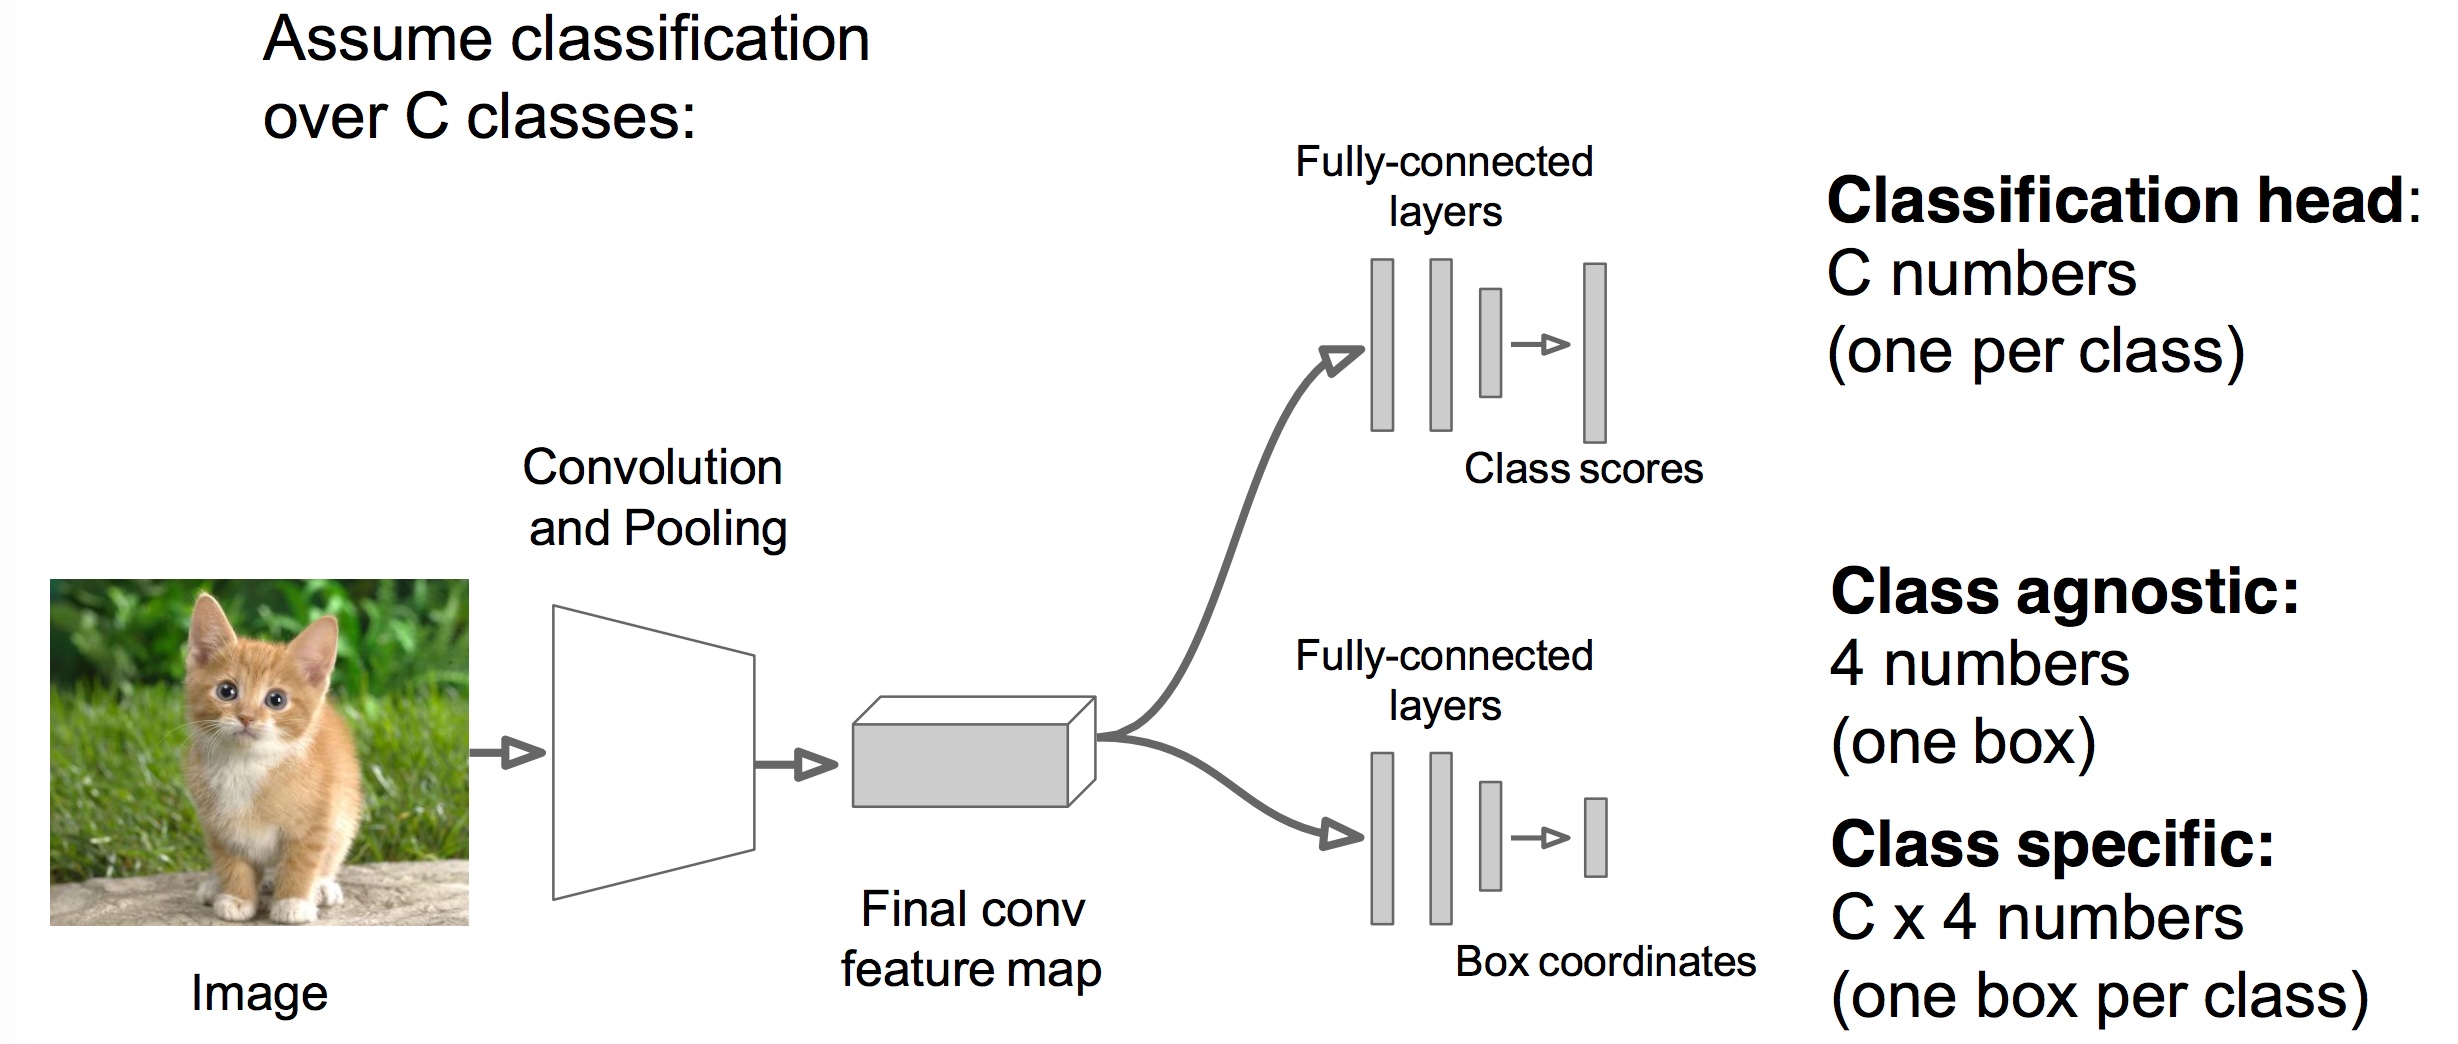 Assume classification
over C classes:
Fully-connected
layers
Classification head:
C numbers
(one per class)
Class scores
Convolution
and Pooling
Fully-connected
layers
Class agnostic:
4 numbers
(one box)
Class specific:
C x 4 numbers
(one box per class)
Final conv
feature map
Box coordinates
Image